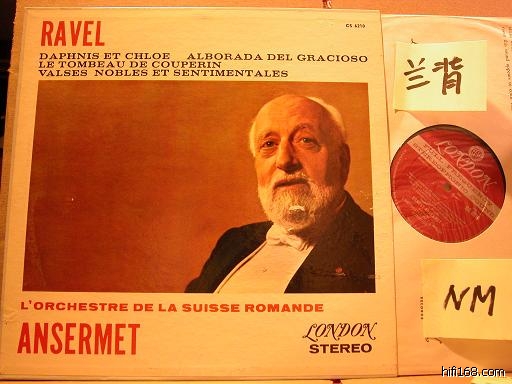 CS 6210
RAVEL
DAPHNIS ET CHLOE ALBORADA DEL GRACIOSO
LE TOMBEAU DE COUPERIN
VALSES NOBLES ET SENTIMENTALES
L'ORCHESTRE DE LA SUISSE ROMANDE
ANSERMET
LONDON
STEREO
兰背
LONDON
NM
hifi168.com